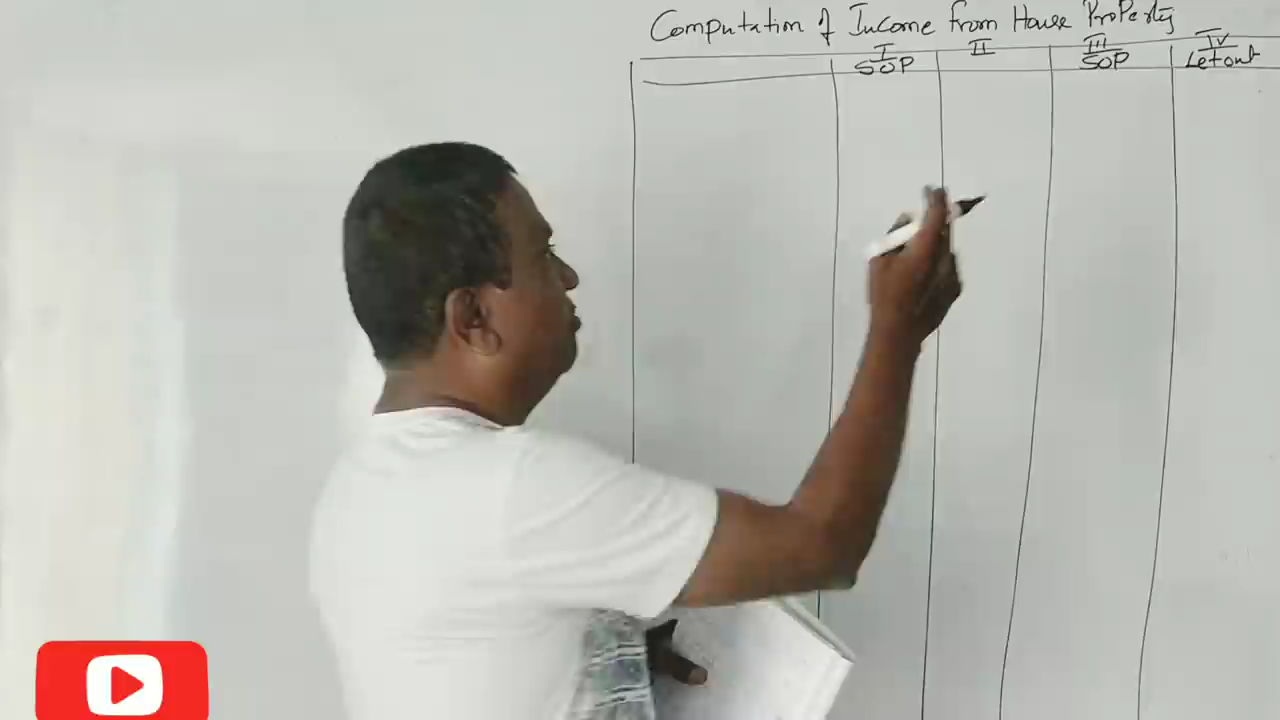 Computation of Income from House Property
I II III IV
SOP SOP Letout